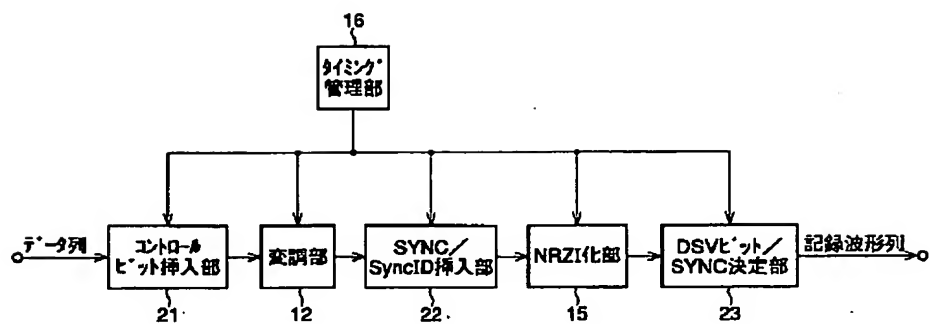 16
タイミング
管理部
データ列
コントロール
ビット挿入部
変調部
SYNC/
SyncID挿入部
NRZI化部
DSVビット/
SYNC決定部
記録波形列
21
12
22
15
23